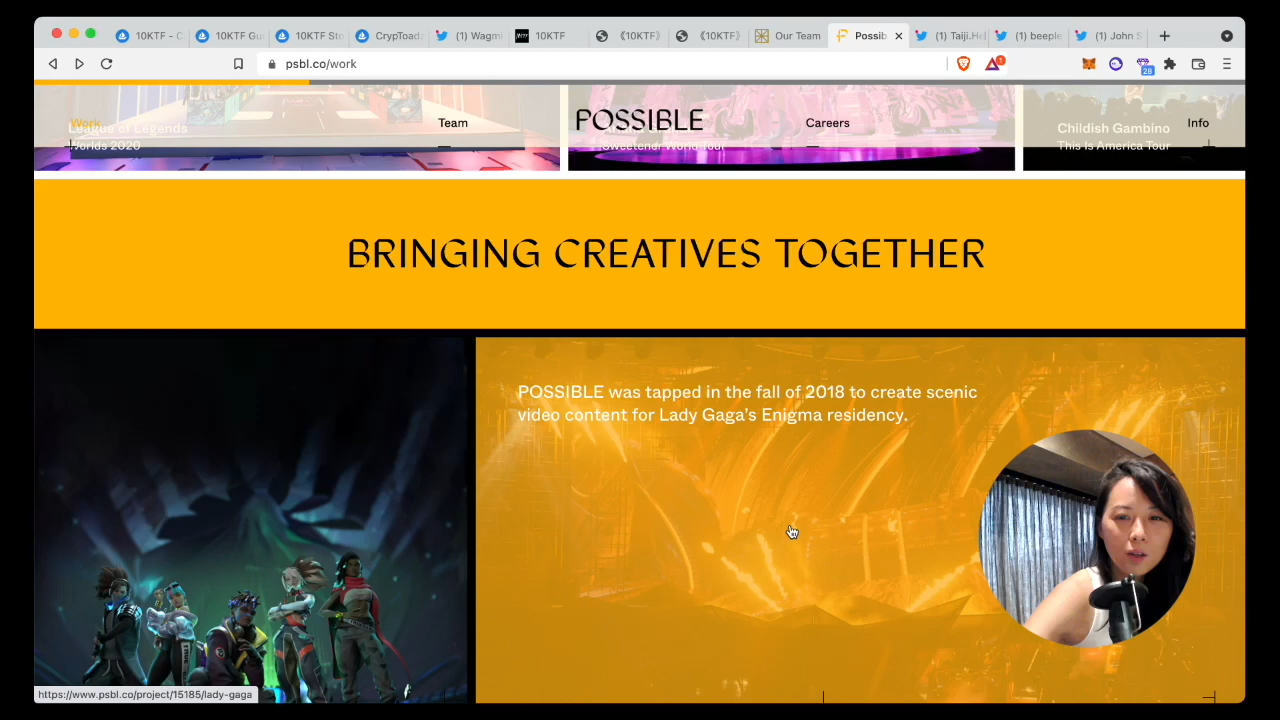 10KTF - C
10KTF Gu
10KTF Sto
CrypToadz
(1) Wagmi
10KTF
《10KTF》
《10KTF》
Our Team
Possib
(1) Taiji.Hel
(1) beeple
(1) John S
psbl.co/work
1
28
Work
Team
POSSIBLE
Careers
Info
League of Legends
Worlds 2020
Sweetener World Tour
Childish Gambino
This Is America Tour
BRINGING CREATIVES TOGETHER
POSSIBLE was tapped in the fall of 2018 to create scenic
video content for Lady Gaga's Enigma residency.
https://www.psbl.co/project/15185/lady-gaga